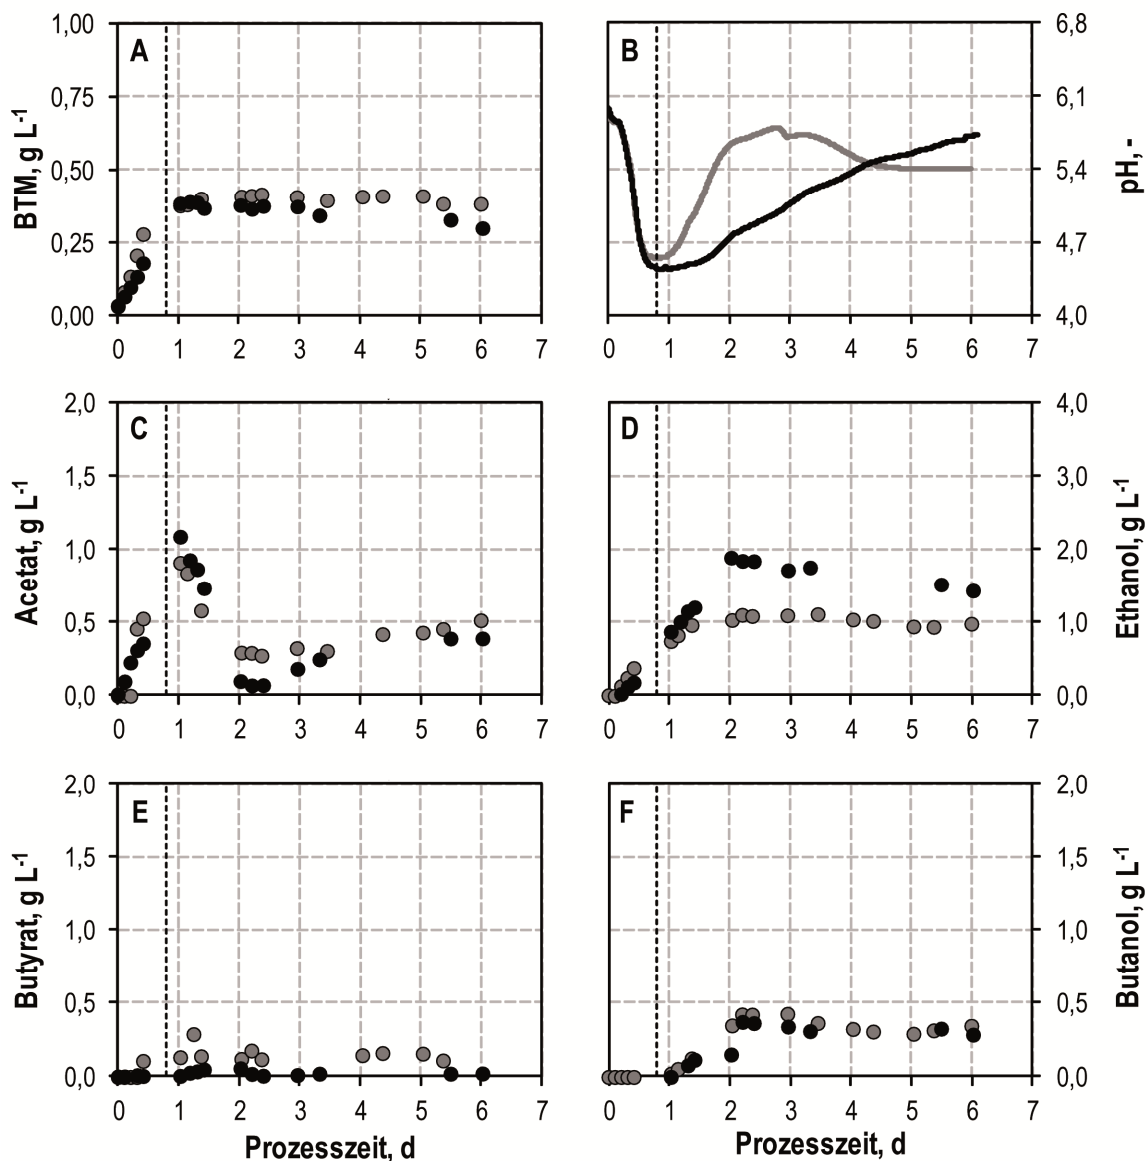 A
BTM, g L-1
1,00
0,75
0,50
0,25
0,00
0 1 2 3 4 5 6 7
B
6,8
6,1
5,4
4,7
4,0
pH, -
0 1 2 3 4 5 6 7
C
Acetat, g L-1
2,0
1,5
1,0
0,5
0,0
0 1 2 3 4 5 6 7
D
4,0
3,0
2,0
1,0
0,0
Ethanol, g L-1
0 1 2 3 4 5 6 7
E
Butyrat, g L-1
2,0
1,5
1,0
0,5
0,0
0 1 2 3 4 5 6 7
Prozesszeit, d
F
2,0
1,5
1,0
0,5
0,0
Butanol, g L-1
0 1 2 3 4 5 6 7
Prozesszeit, d